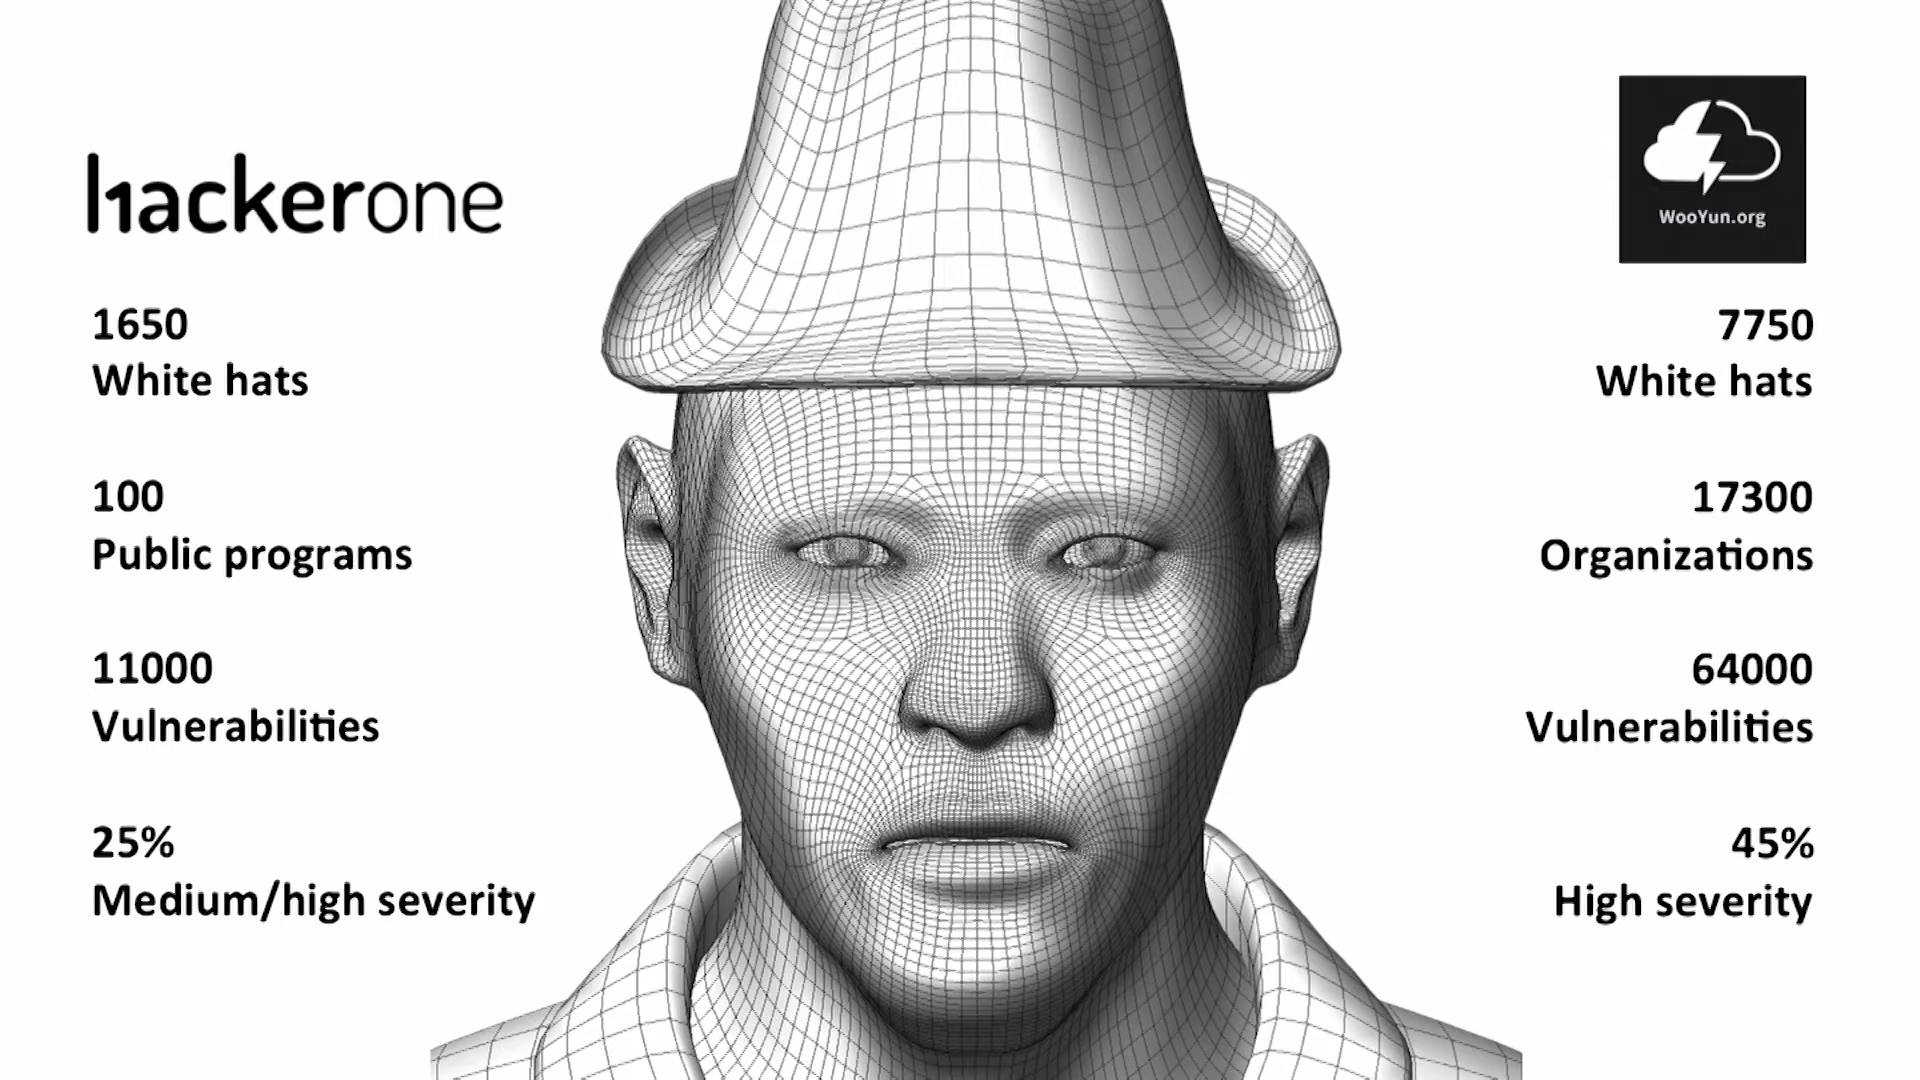 hackerone
1650
White hats
100
Public programs
11000
Vulnerabilities
25%
Medium/high severity
WooYun.org
7750
White hats
17300
Organizations
64000
Vulnerabilities
45%
High severity